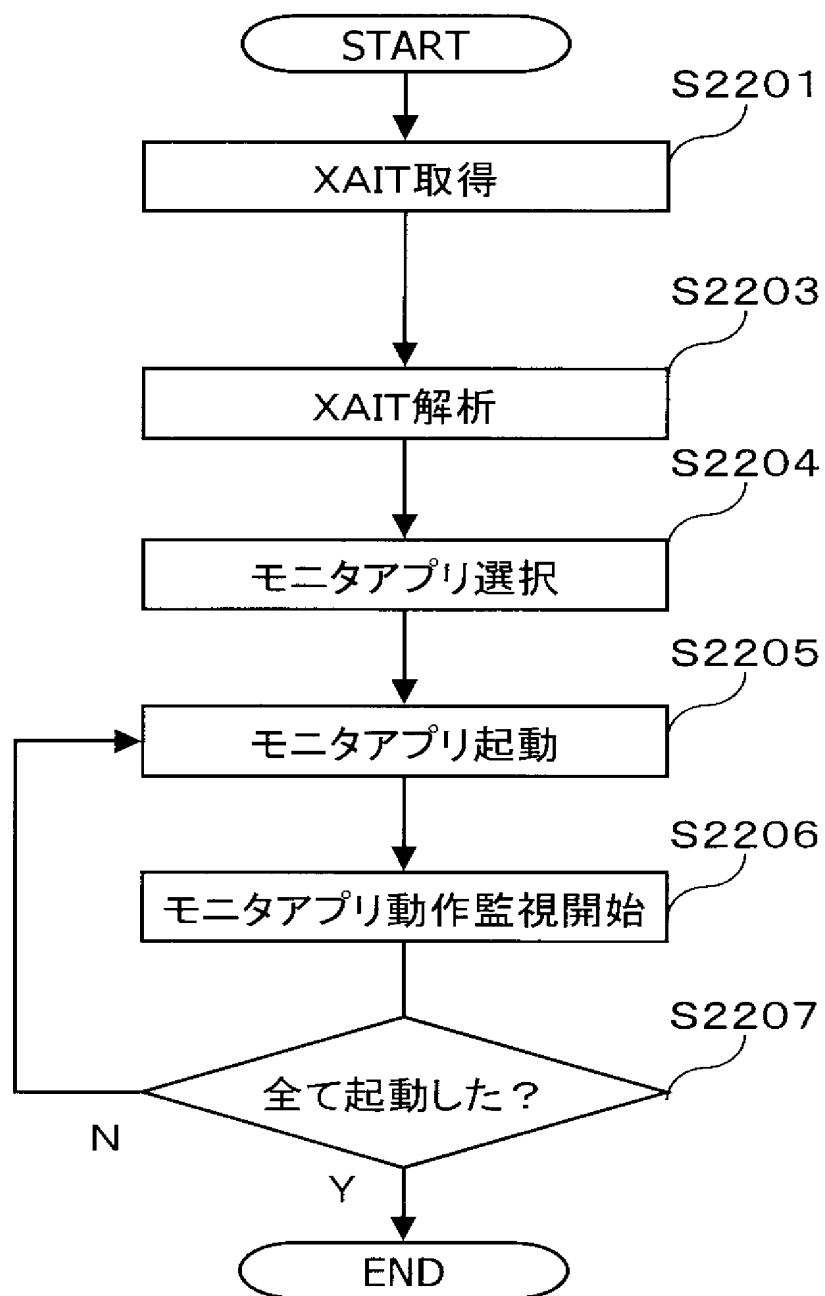 START
S2201
XAIT取得
S2203
XAIT解析
S2204
モニタアプリ選択
S2205
モニタアプリ起動
S2206
モニタアプリ動作監視開始
S2207
全て起動した？
N
Y
END